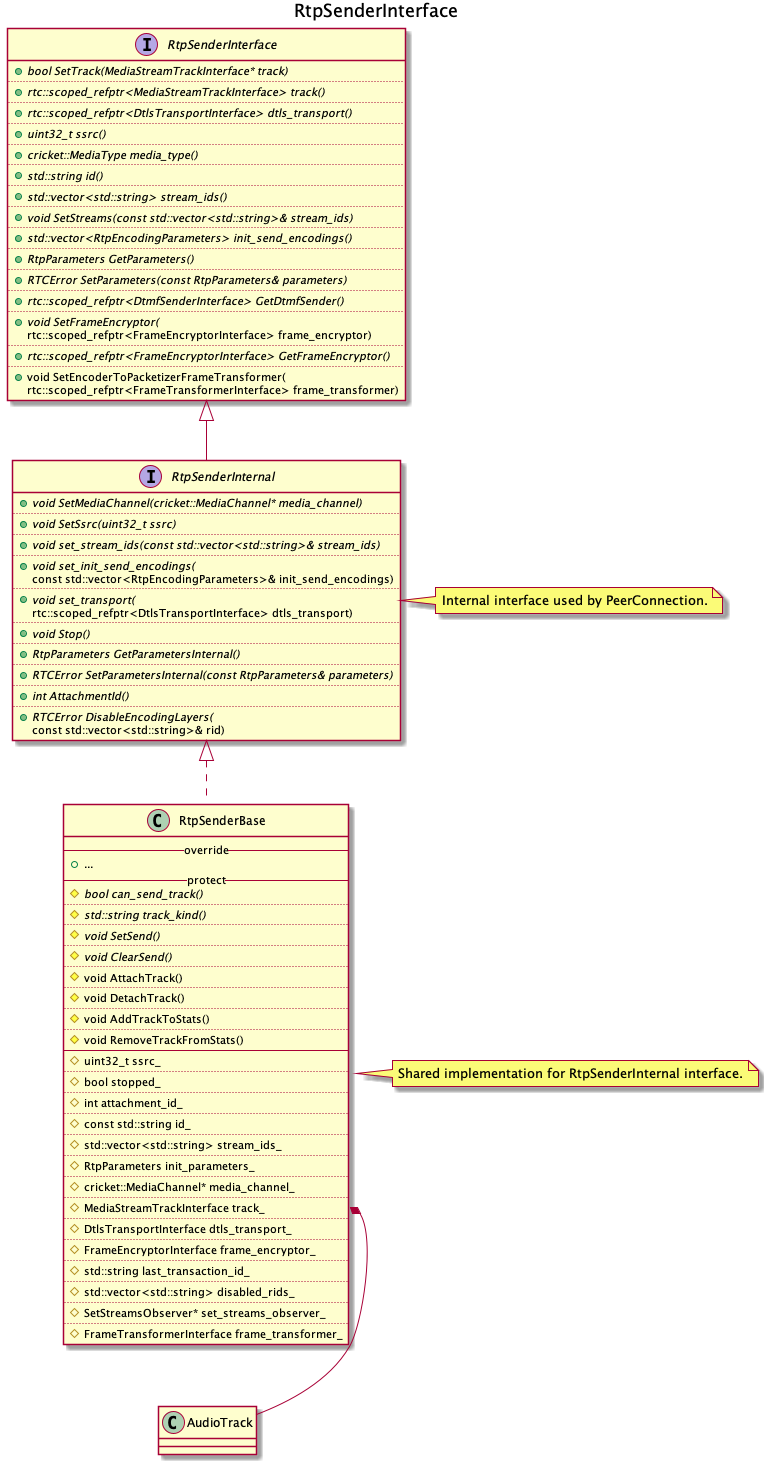 RtpSenderInterface
I RtpSenderInterface
bool SetTrack(MediaStreamTrackInterface* track)
rtc::scoped_refptr<MediaStreamTrackInterface> track()
rtc::scoped_refptr<DtlsTransportInterface> dtls_transport()
uint32_t ssrc()
cricket::MediaType media_type()
std::string id()
std::vector<std::string> stream_ids()
void SetStreams(const std::vector<std::string>& stream_ids)
std::vector<RtpEncodingParameters> init_send_encodings()
RtpParameters GetParameters()
RTCError SetParameters(const RtpParameters& parameters)
rtc::scoped_refptr<DtmfSenderInterface> GetDtmfSender()
void SetFrameEncryptor(
rtc::scoped_refptr<FrameEncryptorInterface> frame_encryptor)
rtc::scoped_refptr<FrameEncryptorInterface> GetFrameEncryptor()
void SetEncoderToPacketizerFrameTransformer(
rtc::scoped_refptr<FrameTransformerInterface> frame_transformer)
I RtpSenderInternal
void SetMediaChannel(cricket::MediaChannel* media_channel)
void SetSsrc(uint32_t ssrc)
void set_stream_ids(const std::vector<std::string>& stream_ids)
void set_init_send_encodings(
const std::vector<RtpEncodingParameters>& init_send_encodings)
void set_transport(
rtc::scoped_refptr<DtlsTransportInterface> dtls_transport)
void Stop()
RtpParameters GetParametersInternal()
RTCError SetParametersInternal(const RtpParameters& parameters)
int AttachmentId()
RTCError DisableEncodingLayers(
const std::vector<std::string>& rid)
Internal interface used by PeerConnection.
C RtpSenderBase
override
...
protect
bool can_send_track()
std::string track_kind()
void SetSend()
void ClearSend()
void AttachTrack()
void DetachTrack()
void AddTrackToStats()
void RemoveTrackFromStats()
uint32_t ssrc_
bool stopped_
int attachment_id_
const std::string id_
std::vector<std::string> stream_ids_
RtpParameters init_parameters_
cricket::MediaChannel* media_channel_
MediaStreamTrackInterface track_
DtlsTransportInterface dtls_transport_
FrameEncryptorInterface frame_encryptor_
std::string last_transaction_id_
std::vector<std::string> disabled_rids_
SetStreamsObserver* set_streams_observer_
FrameTransformerInterface frame_transformer_
Shared implementation for RtpSenderInternal interface.
C AudioTrack